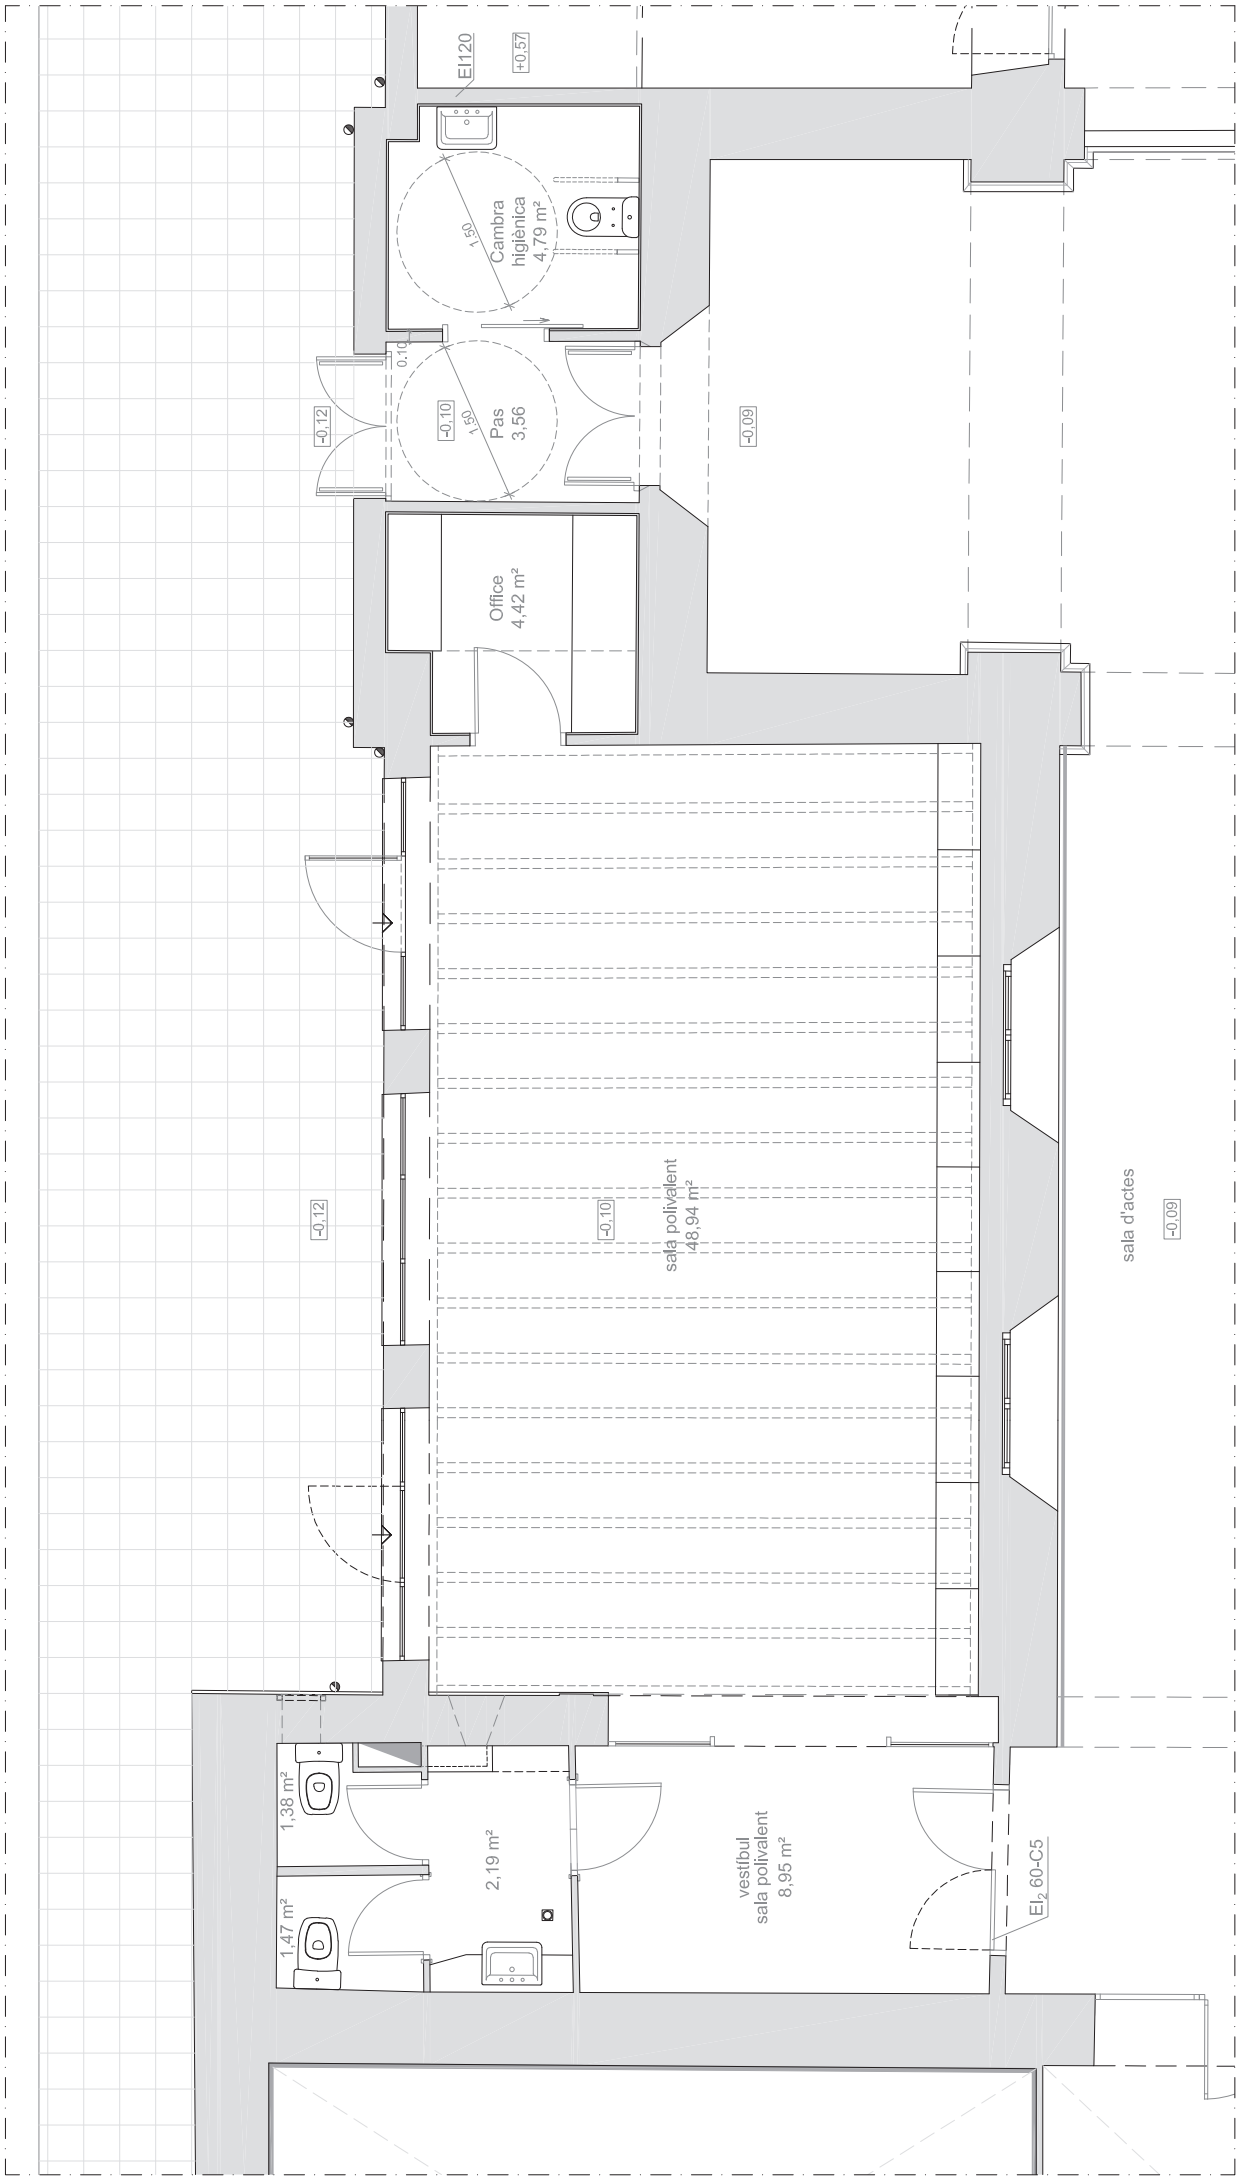 EI120
+0,57
Cambra
higiènica
4,79 m²
1.50
0.10
-0,12
-0,10
1.50
Pas
3,56
-0,09
Office
4,42 m²
-0,12
-0,10
sala polivalent
48,94 m²
sala d'actes
-0,09
1,38 m²
1,47 m²
2,19 m²
vestíbul
sala polivalent
8,95 m²
EI₂ 60-C5